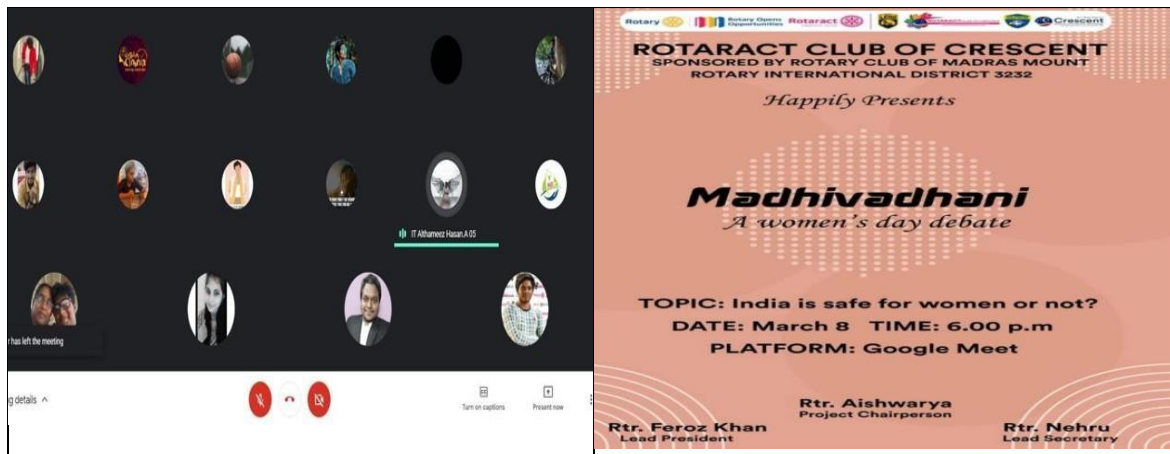 IT Althameez Hasan.A 05
r has left the meeting
g details
Turn on captions
Present now
Rotary
Rotary Opens
Opportunities
Rotaract
Crescent
ROTARACT CLUB OF CRESCENT
SPONSORED BY ROTARY CLUB OF MADRAS MOUNT
ROTARY INTERNATIONAL DISTRICT 3232
Happily Presents
Madhivadhani
A women's day debate
TOPIC: India is safe for women or not?
DATE: March 8 TIME: 6.00 p.m
PLATFORM: Google Meet
Rtr. Aishwarya
Project Chairperson
Rtr. Feroz Khan
Lead President
Rtr. Nehru
Lead Secretary